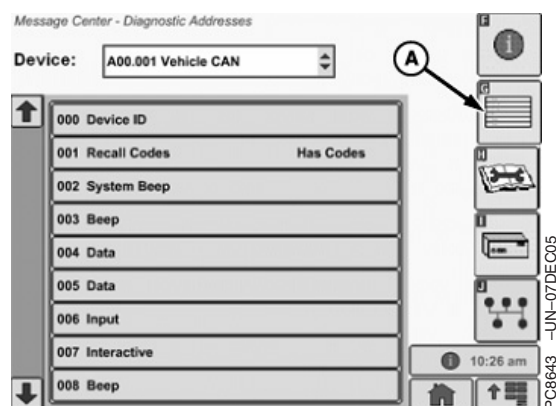 Message Center - Diagnostic Addresses
Device:
A00.001 Vehicle CAN
A
F
G
H
I
J
000 Device ID
001 Recall Codes Has Codes
002 System Beep
003 Beep
004 Data
005 Data
006 Input
007 Interactive
008 Beep
10:26 am
PC8643 –UN–07DEC05